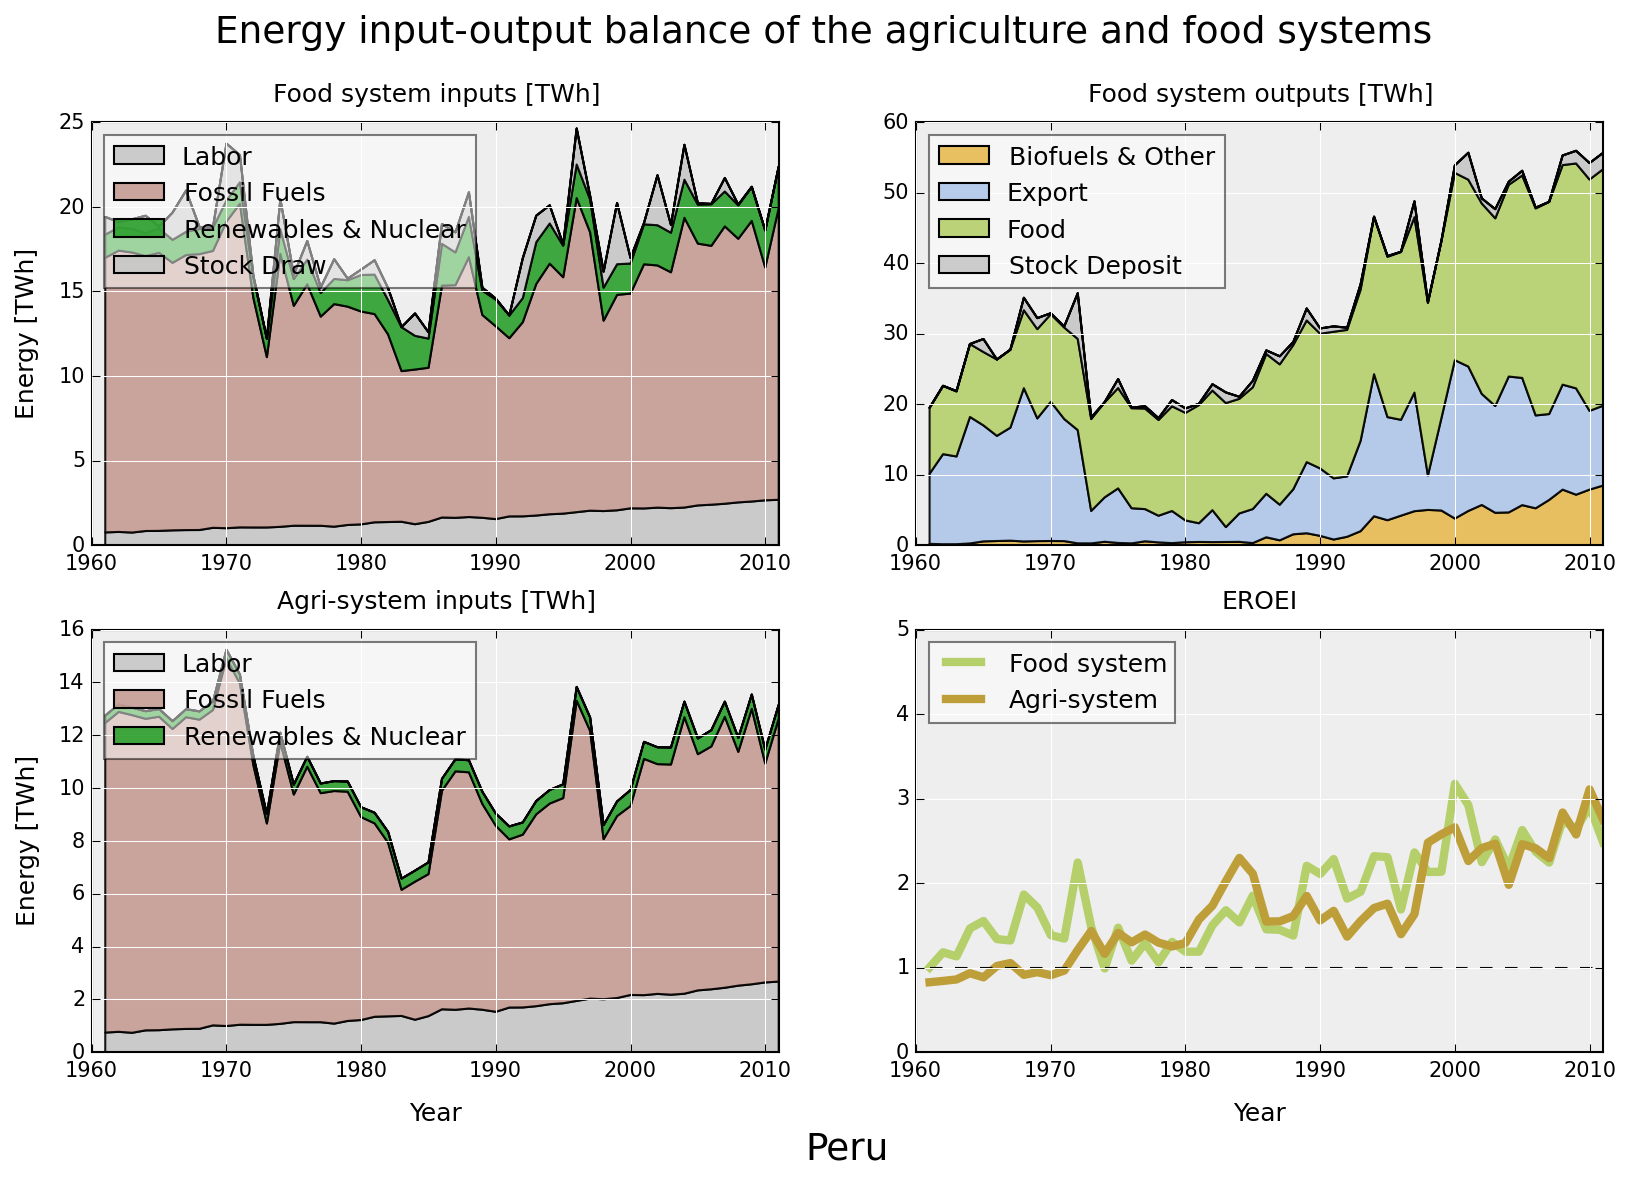 Energy input-output balance of the agriculture and food systems
Food system inputs [TWh]
Energy [TWh]
25
20
15
10
5
0
Labor
Fossil Fuels
Renewables & Nuclear
Stock Draw
1960
1970
1980
1990
2000
2010
Food system outputs [TWh]
60
50
40
30
20
10
0
Biofuels & Other
Export
Food
Stock Deposit
1960
1970
1980
1990
2000
2010
Agri-system inputs [TWh]
Energy [TWh]
16
14
12
10
8
6
4
2
0
Labor
Fossil Fuels
Renewables & Nuclear
1960
1970
1980
1990
2000
2010
Year
EROEI
5
4
3
2
1
0
Food system
Agri-system
1960
1970
1980
1990
2000
2010
Year
Peru